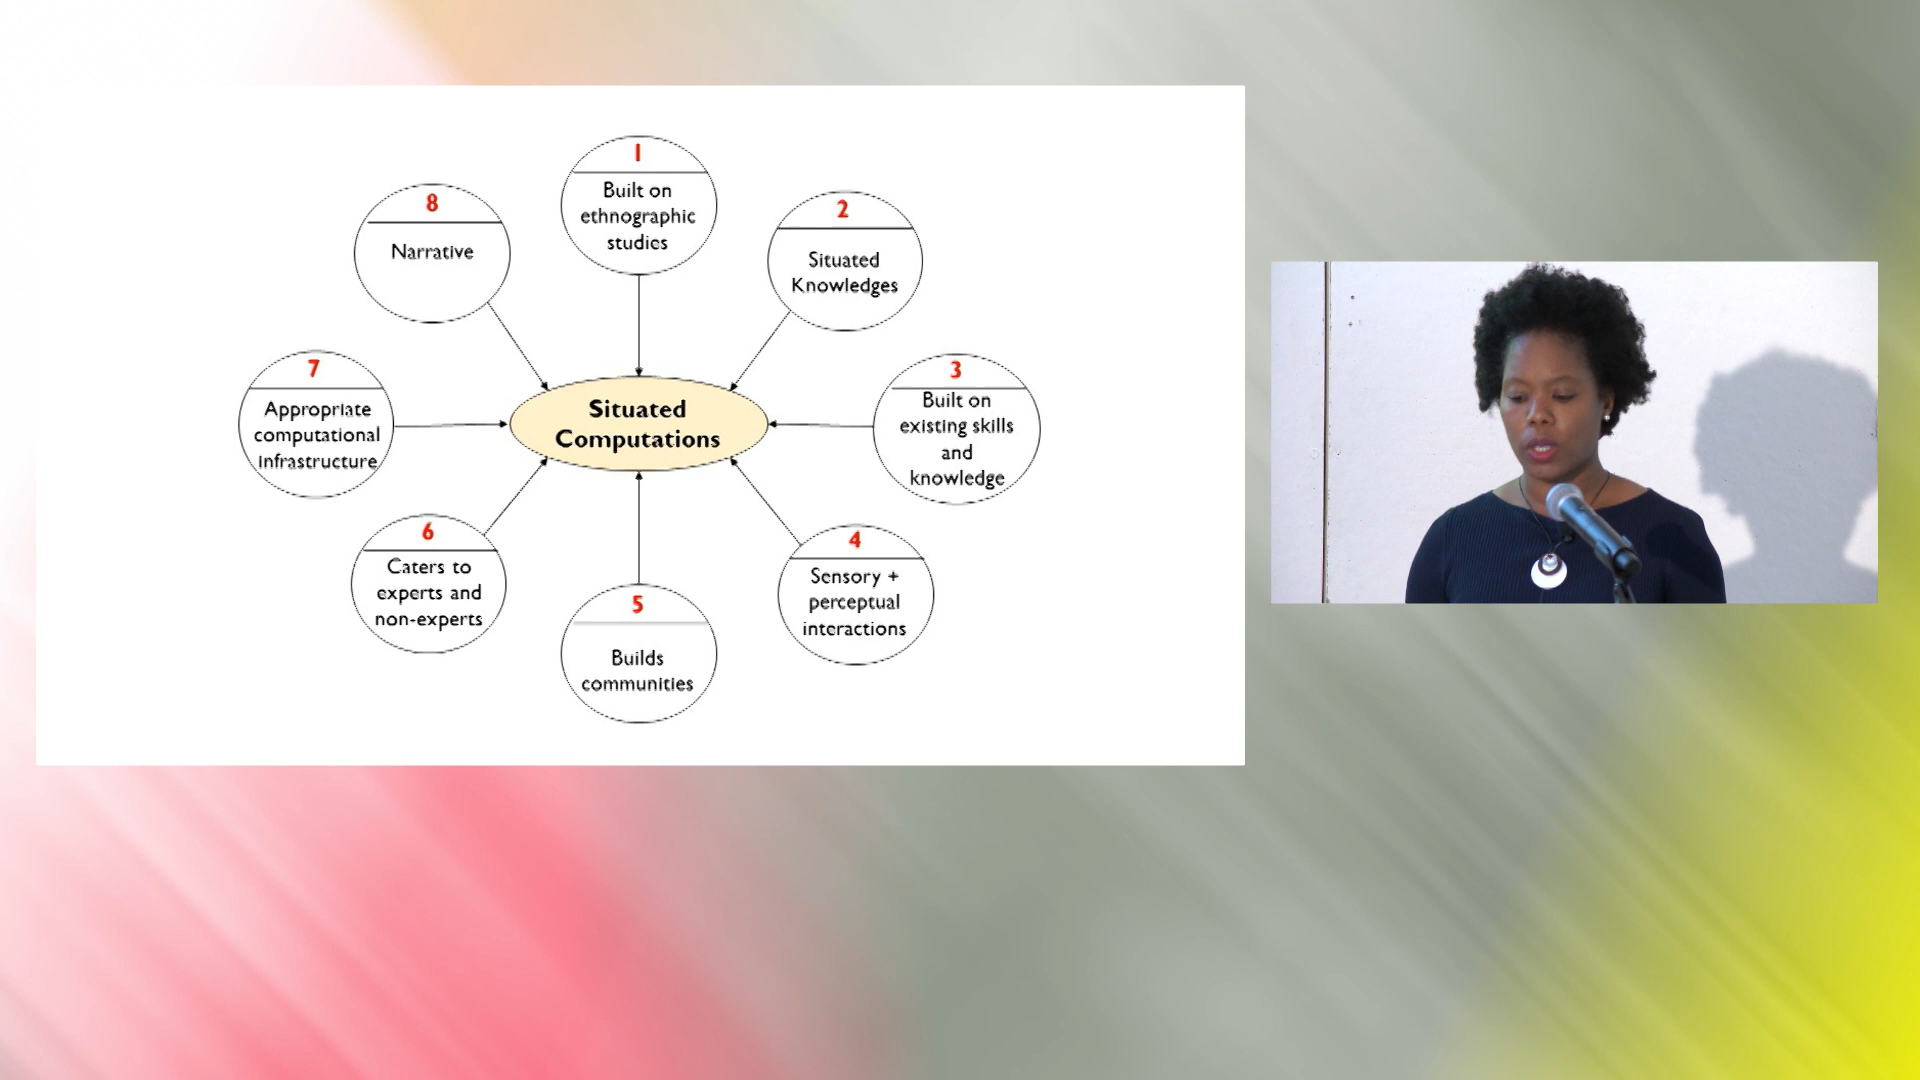 1
Built on
ethnographic
studies
2
Situated
Knowledges
3
Built on
existing skills
and
knowledge
4
Sensory +
perceptual
interactions
5
Builds
communities
6
Caters to
experts and
non-experts
7
Appropriate
computational
infrastructure
8
Narrative
Situated
Computations